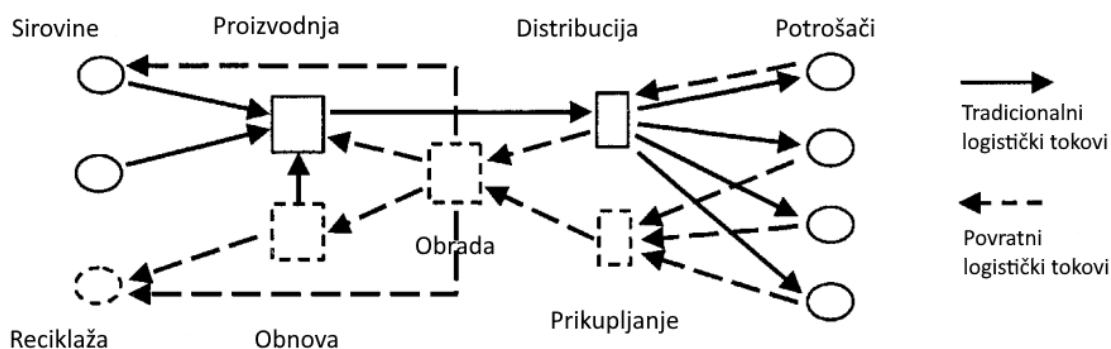 Sirovine
Proizvodnja
Distribucija
Potrošači
Tradicionalni
logistički tokovi
Obrada
Povratni
logistički tokovi
Reciklaža
Obnova
Prikupljanje